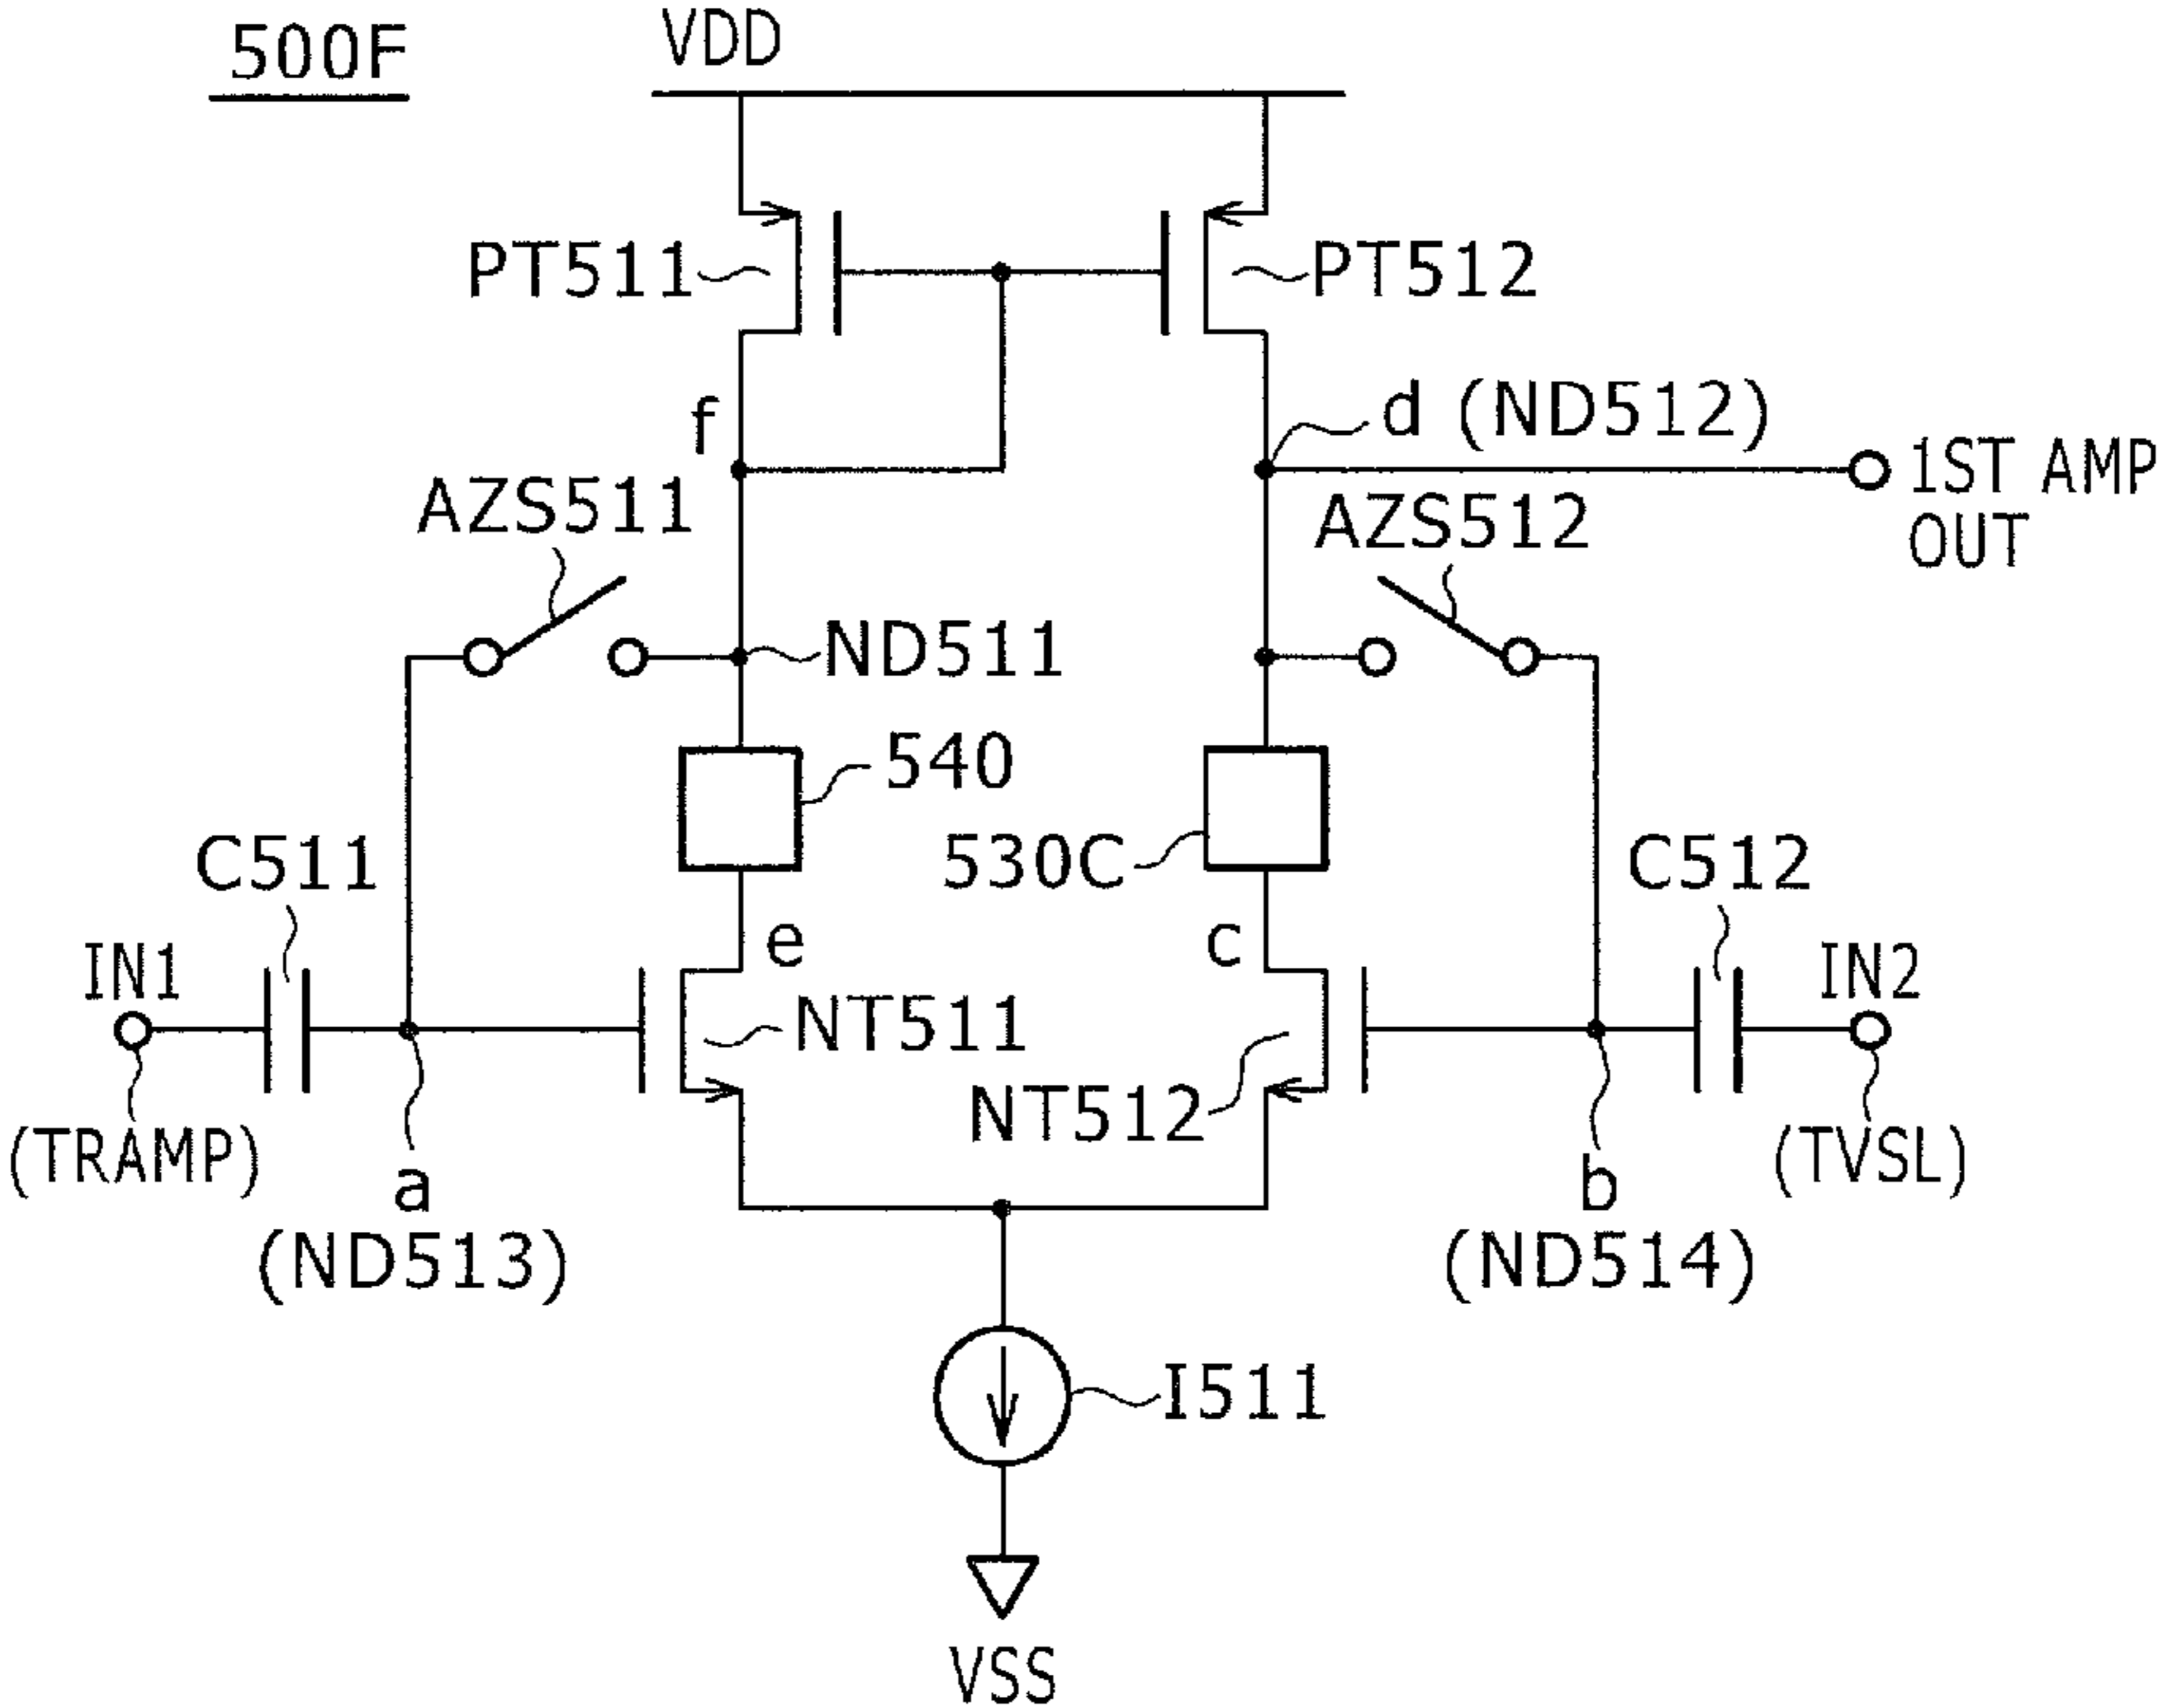 500F
VDD
PT511
PT512
f
d (ND512)
1ST AMP
OUT
AZS511
AZS512
ND511
540
530C
C511
C512
e
c
IN1
IN2
NT511
NT512
(TRAMP)
(TVSL)
a
(ND513)
b
(ND514)
I511
VSS